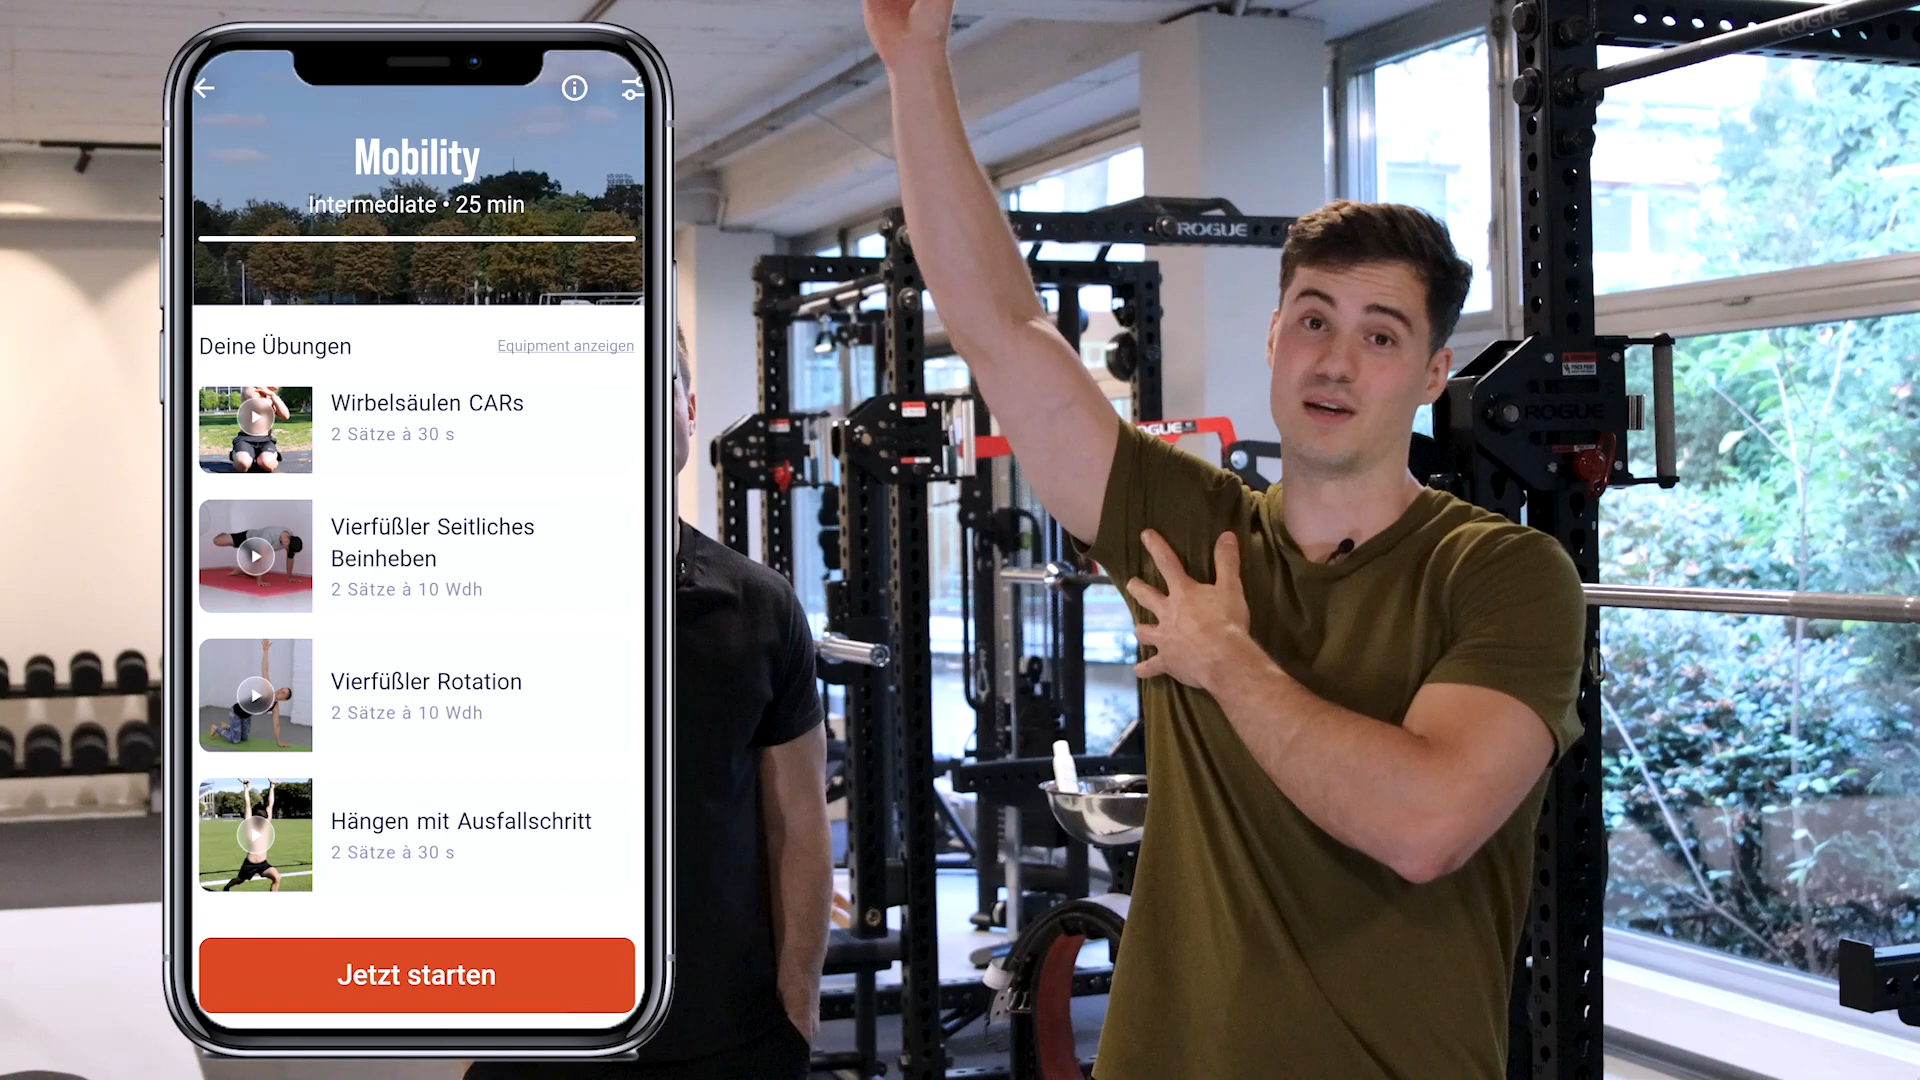 Mobility
Intermediate • 25 min
Deine Übungen
Equipment anzeigen
Wirbelsäulen CARs
2 Sätze à 30 s
Vierfüßler Seitliches
Beinheben
2 Sätze à 10 Wdh
Vierfüßler Rotation
2 Sätze à 10 Wdh
Hängen mit Ausfallschritt
2 Sätze à 30 s
Jetzt starten
ROGUE
ROGUE
ROGUE